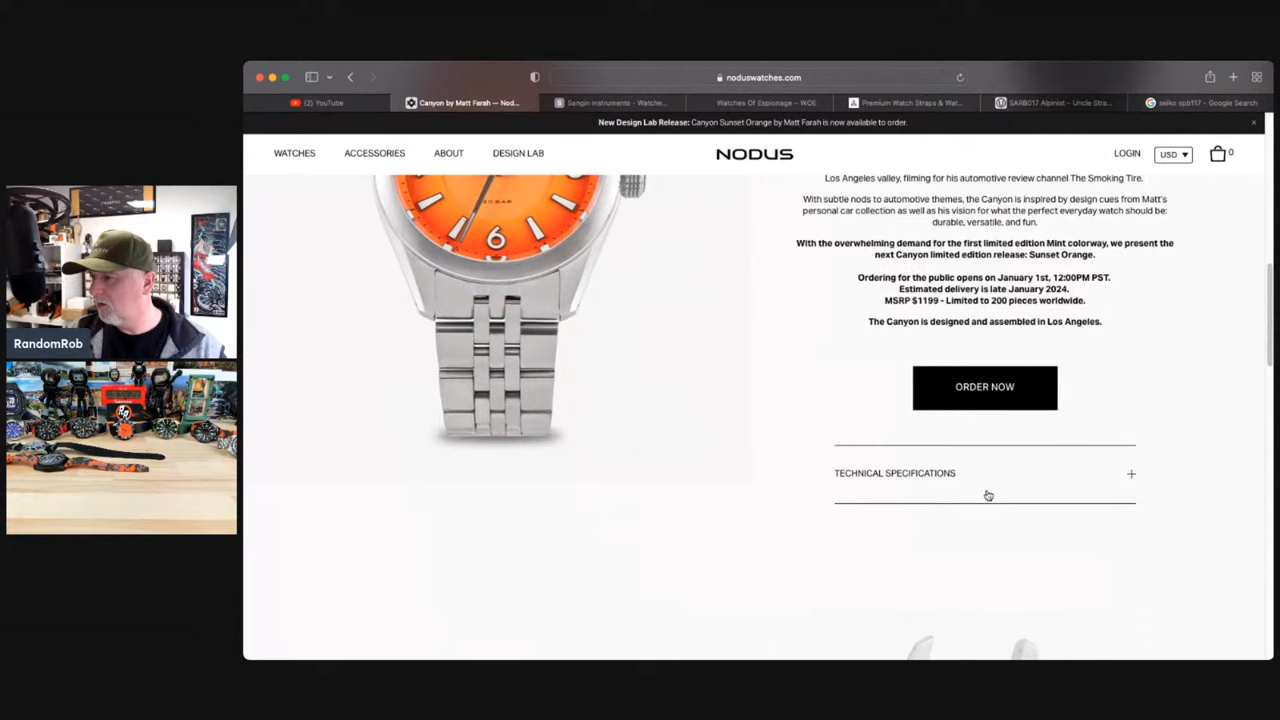 noduswatches.com
(2) YouTube
Canyon by Matt Farah — Nod...
Sangin Instruments - Watche...
Watches Of Espionage – WOE
Premium Watch Straps & Wat...
SARB017 Alpinist – Uncle Stra...
seiko spb117 - Google Search
New Design Lab Release: Canyon Sunset Orange by Matt Farah is now available to order.
×
WATCHES
ACCESSORIES
ABOUT
DESIGN LAB
NODUS
LOGIN
USD ▾
0
Los Angeles valley, filming for his automotive review channel The Smoking Tire.
With subtle nods to automotive themes, the Canyon is inspired by design cues from Matt's
personal car collection as well as his vision for what the perfect everyday watch should be:
durable, versatile, and fun.
With the overwhelming demand for the first limited edition Mint colorway, we present the
next Canyon limited edition release: Sunset Orange.
Ordering for the public opens on January 1st, 12:00PM PST.
Estimated delivery is late January 2024.
MSRP $1199 - Limited to 200 pieces worldwide.
The Canyon is designed and assembled in Los Angeles.
ORDER NOW
TECHNICAL SPECIFICATIONS
+
6
RandomRob